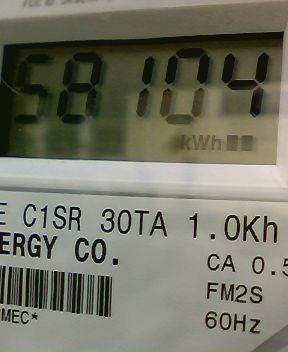 58104
kWh
E C1SR 30TA 1.0Kh
ERGY CO.
CA 0.5
FM2S
MEC*
60Hz